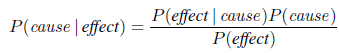 P(cause | effect) = P(effect | cause)P(cause) / P(effect)